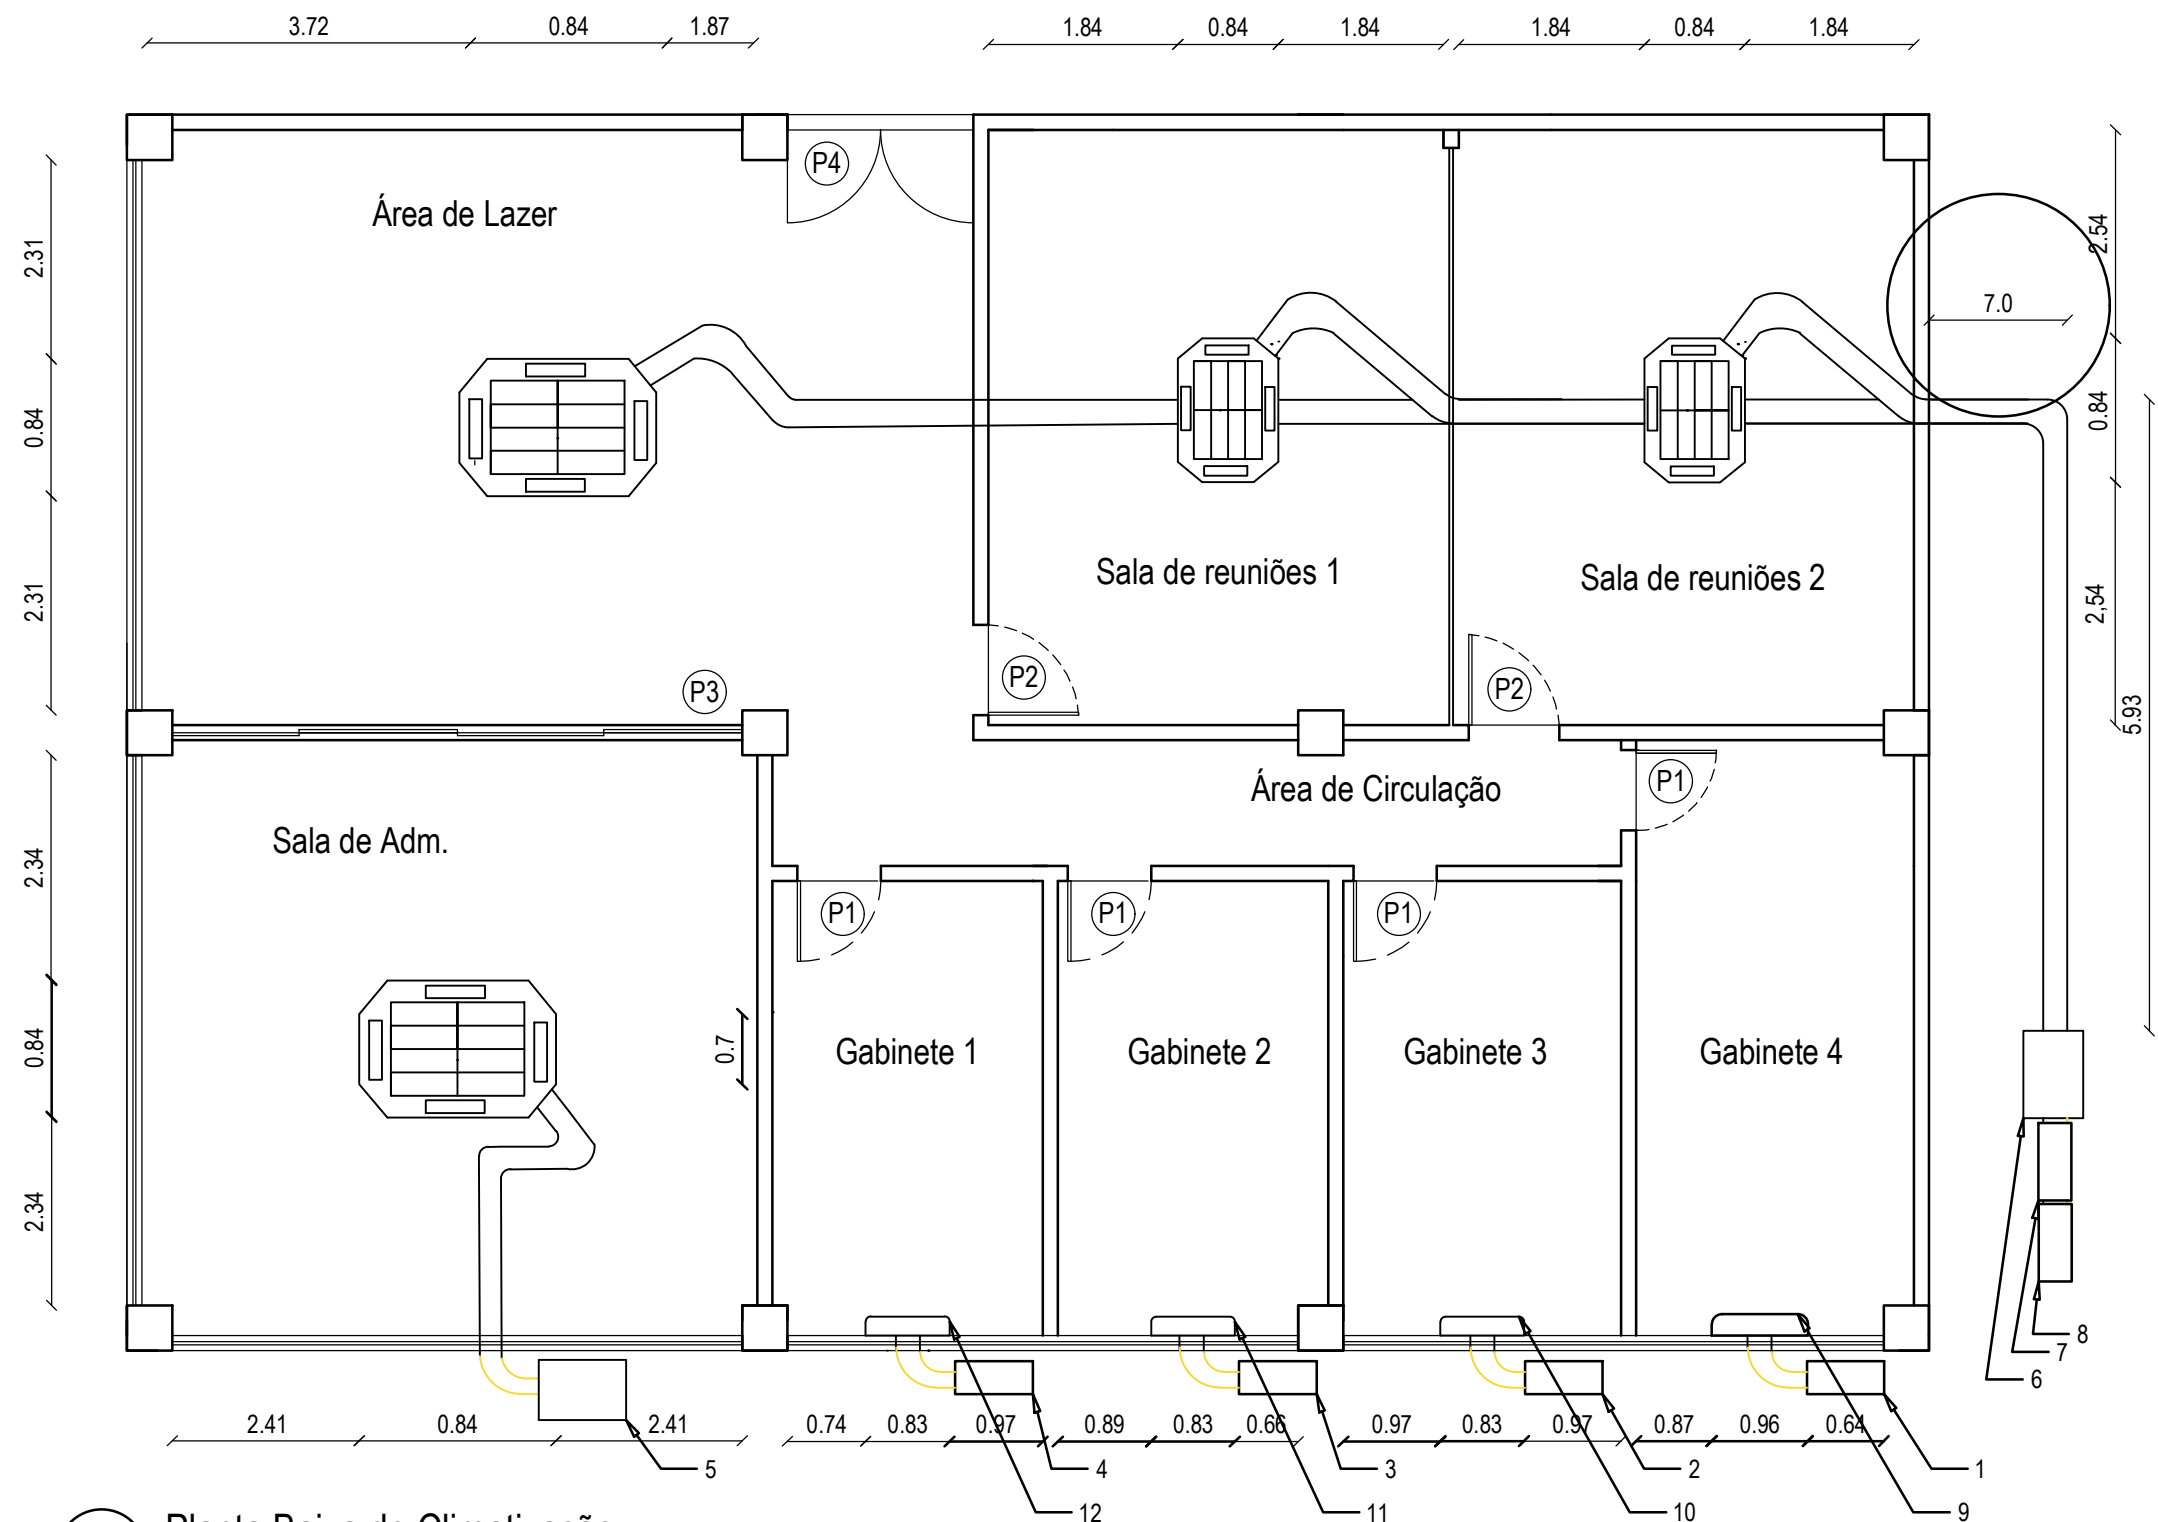 3.72 0.84 1.87 1.84 0.84 1.84 1.84 0.84 1.84
P4
Área de Lazer
2.31
2.54
7.0
0.84
0.84
2.31
2,54
Sala de reuniões 1
Sala de reuniões 2
P3
P2
P2
5.93
Área de Circulação
P1
Sala de Adm.
2.34
P1
P1
P1
0.84
0.7
Gabinete 1
Gabinete 2
Gabinete 3
Gabinete 4
2.34
8
7
6
2.41 0.84 2.41 0.74 0.83 0.97 0.89 0.83 0.66 0.97 0.83 0.97 0.87 0.96 0.64
5 4 3 2 1
12 11 10 9
Planta Baixa de Climatização